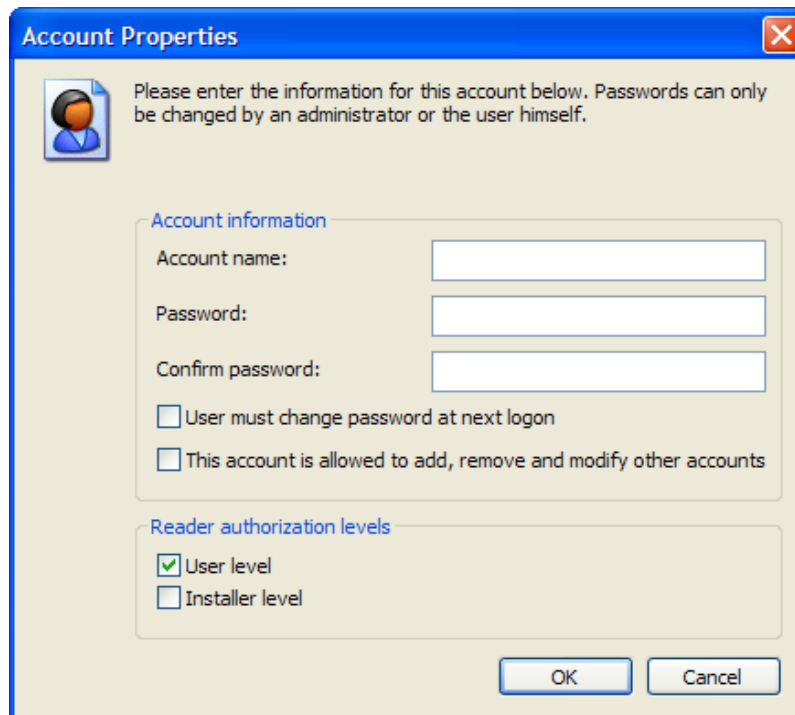 Account Properties
Please enter the information for this account below. Passwords can only
be changed by an administrator or the user himself.
Account information
Account name:
Password:
Confirm password:
User must change password at next logon
This account is allowed to add, remove and modify other accounts
Reader authorization levels
User level
Installer level
OK Cancel